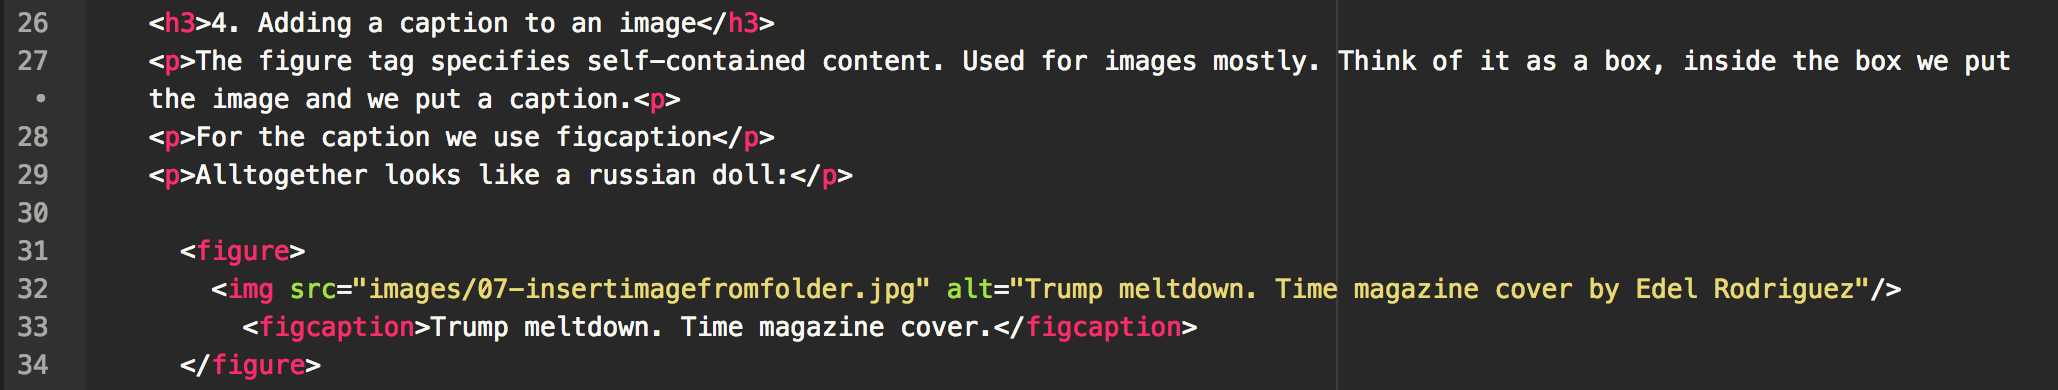 26 <h3>4. Adding a caption to an image</h3>
27 <p>The figure tag specifies self-contained content. Used for images mostly. Think of it as a box, inside the box we put
• the image and we put a caption.<p>
28 <p>For the caption we use figcaption</p>
29 <p>Alltogether looks like a russian doll:</p>
30
31 <figure>
32 <img src="images/07-insertimagefromfolder.jpg" alt="Trump meltdown. Time magazine cover by Edel Rodriguez"/>
33 <figcaption>Trump meltdown. Time magazine cover.</figcaption>
34 </figure>